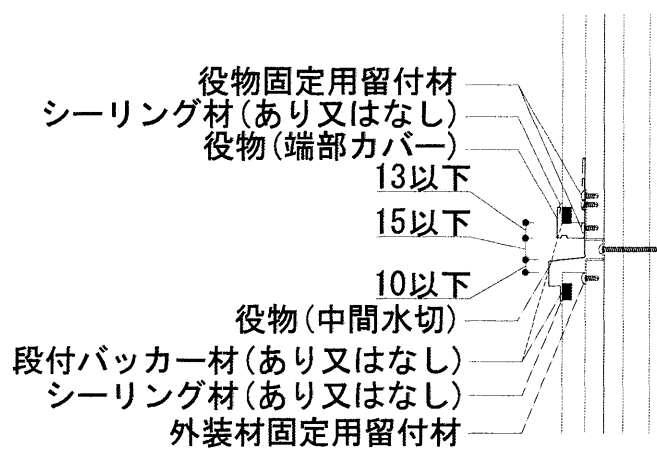 役物固定用留付材
シーリング材(あり又はなし)
役物(端部カバー)
13以下
15以下
10以下
役物(中間水切)
段付バッカー材(あり又はなし)
シーリング材(あり又はなし)
外装材固定用留付材